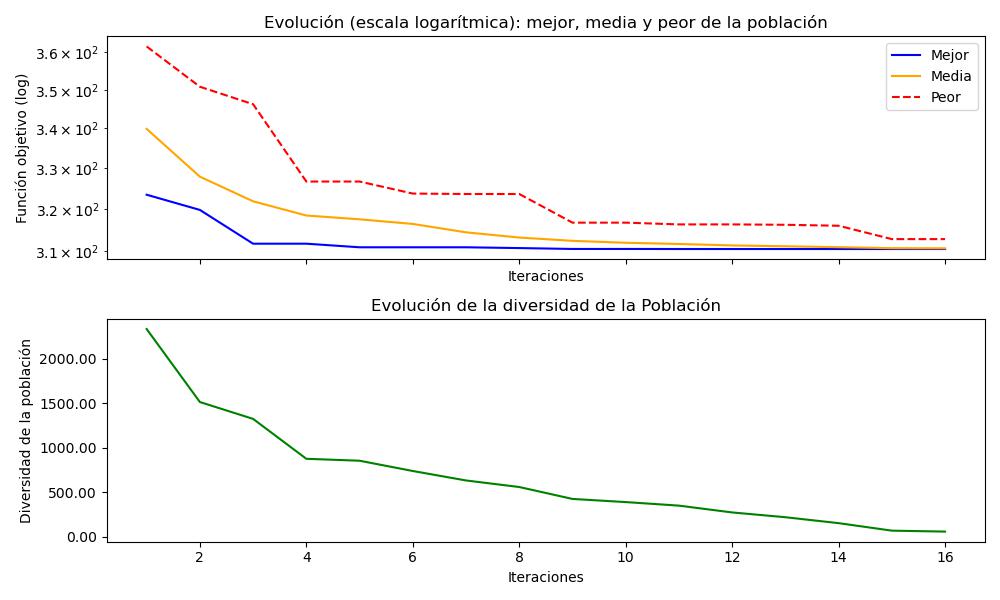 Evolución (escala logarítmica): mejor, media y peor de la población
Función objetivo (log)
3.6 × 10²
3.5 × 10²
3.4 × 10²
3.3 × 10²
3.2 × 10²
3.1 × 10²
Mejor
Media
Peor
Iteraciones
Evolución de la diversidad de la Población
Diversidad de la población
2000.00
1500.00
1000.00
500.00
0.00
2 4 6 8 10 12 14 16
Iteraciones